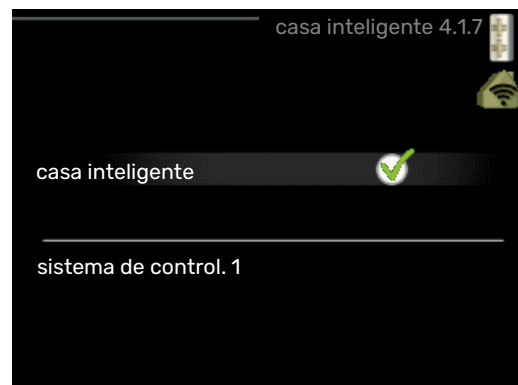 casa inteligente 4.1.7
casa inteligente
sistema de control. 1